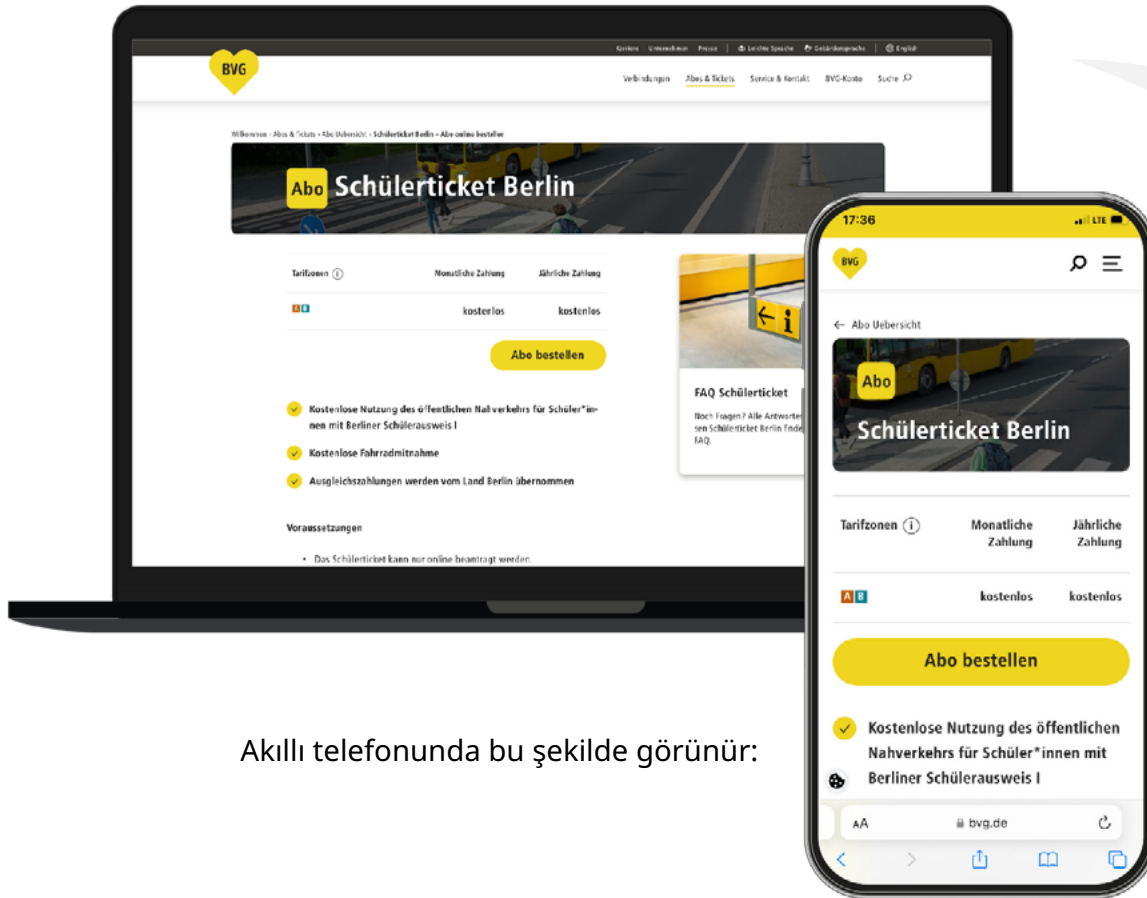 Karriere Unternehmen Presse Leichte Sprache Gebärdensprache English
BVG
Verbindungen Abos & Tickets Service & Kontakt BVG-Konto Suche
Willkommen › Abos & Tickets › Abo Uebersicht › Schülerticket Berlin – Abo online bestellen
Abo Schülerticket Berlin
Tarifzonen i Monatliche Zahlung Jährliche Zahlung
A B kostenlos kostenlos
Abo bestellen
Kostenlose Nutzung des öffentlichen Nahverkehrs für Schüler*in-
nen mit Berliner Schülerausweis I
Kostenlose Fahrradmitnahme
Ausgleichszahlungen werden vom Land Berlin übernommen
Voraussetzungen
• Das Schülerticket kann nur online beantragt werden.
i
FAQ Schülerticket
Noch Fragen? Alle Antworte
sen Schülerticket Berlin finde
FAQ.
17:36 LTE
BVG
← Abo Uebersicht
Abo
Schülerticket Berlin
Tarifzonen i Monatliche Jährliche
Zahlung Zahlung
A B kostenlos kostenlos
Abo bestellen
Kostenlose Nutzung des öffentlichen
Nahverkehrs für Schüler*innen mit
Berliner Schülerausweis I
AA bvg.de
Akıllı telefonunda bu şekilde görünür: